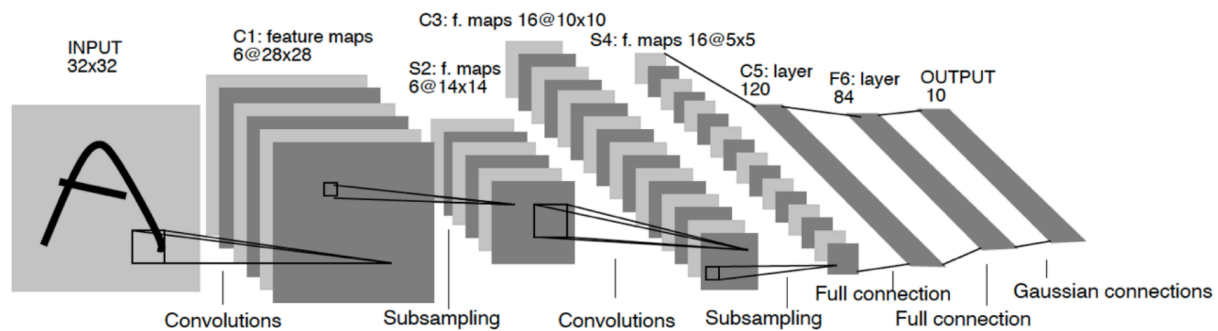 INPUT
32x32
C1: feature maps
6@28x28
S2: f. maps
6@14x14
C3: f. maps 16@10x10
S4: f. maps 16@5x5
C5: layer
120
F6: layer
84
OUTPUT
10
Convolutions
Subsampling
Convolutions
Subsampling
Full connection
Full connection
Gaussian connections